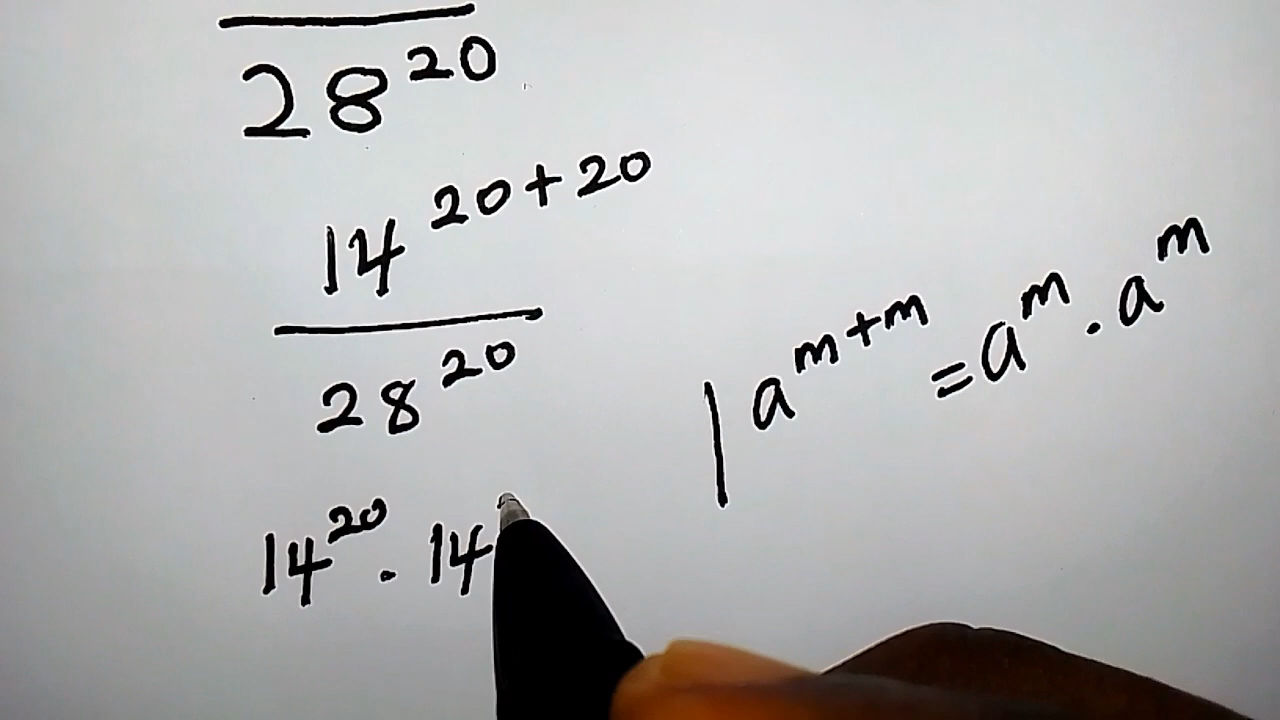 28^20
14^20+20
28^20
| a^m+m = a^m . a^m
14^20 . 14